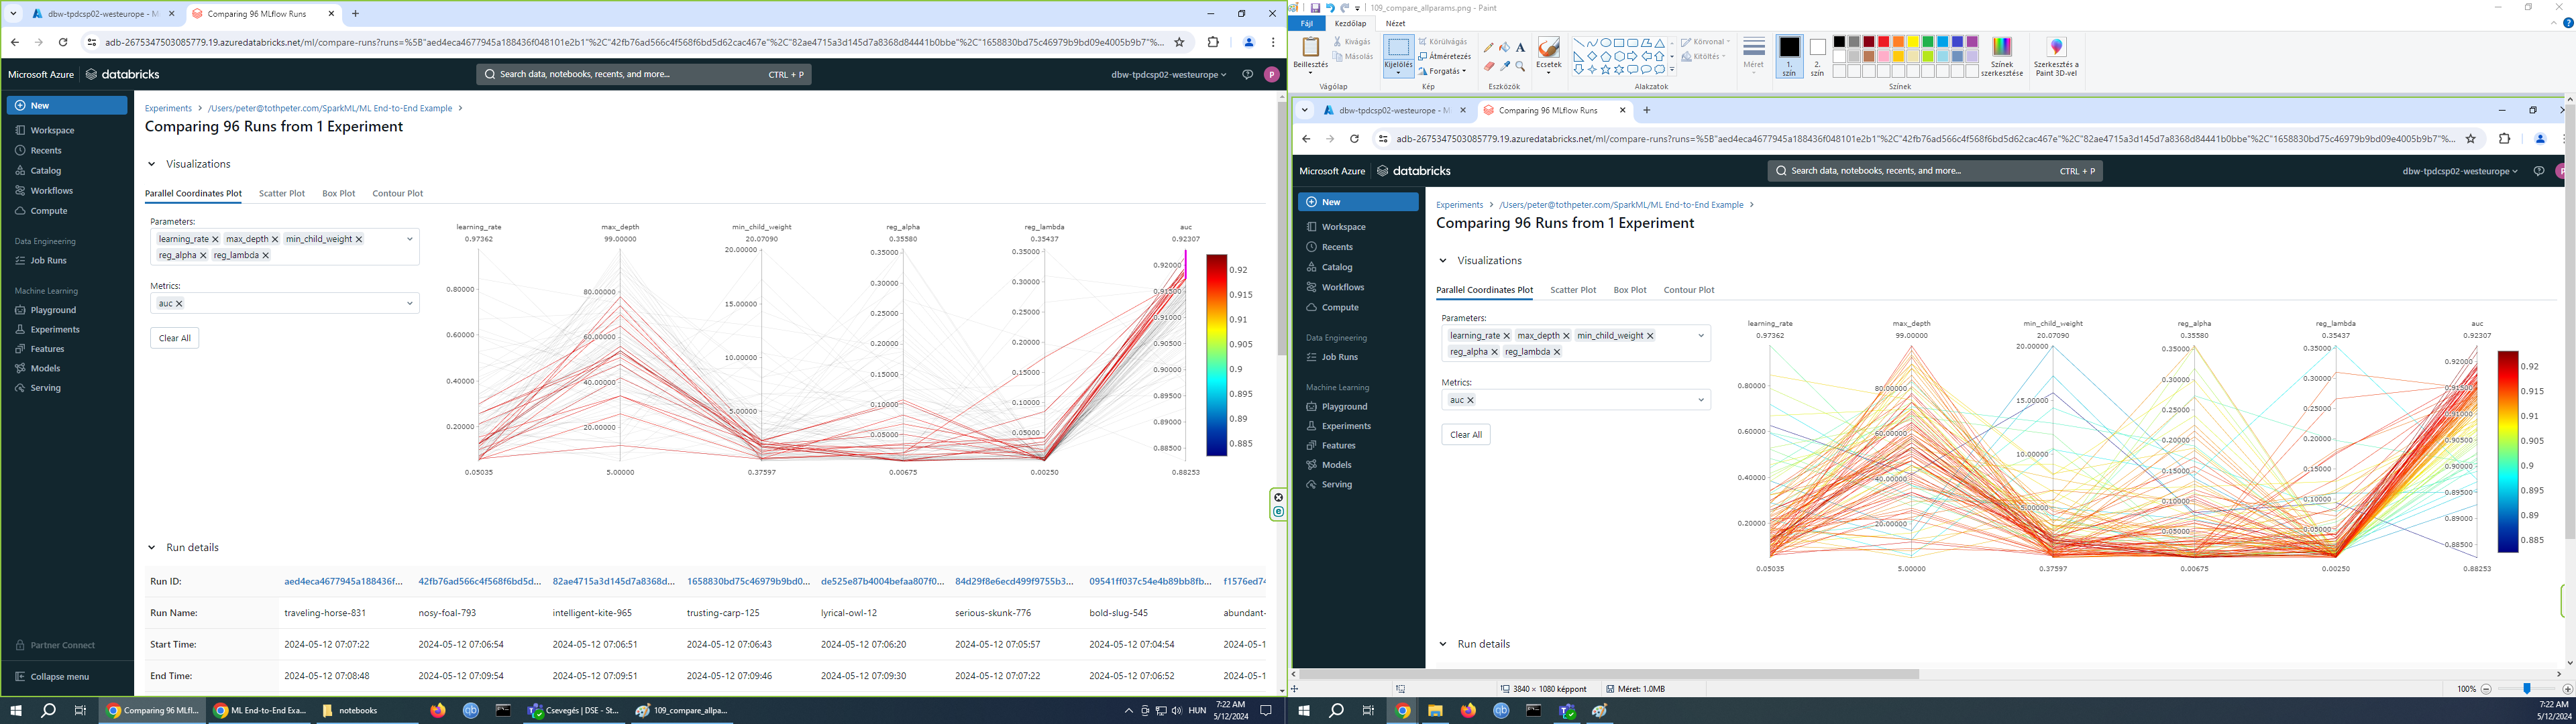 dbw-tpdcsp02-westeurope - M
Comparing 96 MLflow Runs
adb-2675347503085779.19.azuredatabricks.net/ml/compare-runs?runs=%5B"aed4eca4677945a188436f048101e2b1"%2C"42fb76ad566c4f568f6bd5d62cac467e"%2C"82ae4715a3d145d7a8368d84441b0bbe"%2C"1658830bd75c46979b9bd09e4005b9b7"%...
Microsoft Azure databricks
Search data, notebooks, recents, and more... CTRL + P
dbw-tpdcsp02-westeurope
P
New
Workspace
Recents
Catalog
Workflows
Compute
Data Engineering
Job Runs
Machine Learning
Playground
Experiments
Features
Models
Serving
Partner Connect
Collapse menu
Experiments > /Users/peter@tothpeter.com/SparkML/ML End-to-End Example >
Comparing 96 Runs from 1 Experiment
Visualizations
Parallel Coordinates Plot Scatter Plot Box Plot Contour Plot
Parameters:
learning_rate max_depth min_child_weight
reg_alpha reg_lambda
Metrics:
auc
Clear All
learning_rate max_depth min_child_weight reg_alpha reg_lambda auc
0.97362 99.00000 20.07090 0.35580 0.35437 0.92307
0.80000
0.60000
0.40000
0.20000
80.00000
40.00000
20.00000
20.00000
15.00000
10.00000
5.00000
0.35000
0.30000
0.25000
0.20000
0.15000
0.10000
0.05000
0.35000
0.30000
0.25000
0.20000
0.15000
0.10000
0.05000
0.92000
0.91500
0.91000
0.90500
0.90000
0.89500
0.89000
0.88500
0.92
0.915
0.91
0.905
0.9
0.895
0.89
0.885
0.05035 5.00000 0.37597 0.00675 0.00250 0.88253
Run details
Run ID: aed4eca4677945a188436f... 42fb76ad566c4f568f6bd5d... 82ae4715a3d145d7a8368d... 1658830bd75c46979b9bd0... de525e87b4004befaa807f0... 84d29f8e6ecd499f9755b3... 09541ff037c54e4b89bb8fb... f1576ed74
Run Name: traveling-horse-831 nosy-foal-793 intelligent-kite-965 trusting-carp-125 lyrical-owl-12 serious-skunk-776 bold-slug-545 abundant-
Start Time: 2024-05-12 07:07:22 2024-05-12 07:06:54 2024-05-12 07:06:51 2024-05-12 07:06:43 2024-05-12 07:06:20 2024-05-12 07:05:57 2024-05-12 07:04:54 2024-05-1
End Time: 2024-05-12 07:08:48 2024-05-12 07:09:54 2024-05-12 07:09:51 2024-05-12 07:09:46 2024-05-12 07:09:30 2024-05-12 07:07:22 2024-05-12 07:06:52 2024-05-1
Comparing 96 MLfl... ML End-to-End Exa... notebooks Csevegés | DSE - St... 109_compare_allpa...
HUN
7:22 AM
5/12/2024
109_compare_allparams.png - Paint
Fájl Kezdőlap Nézet
Beillesztés
Kivágás
Másolás
Vágólap
Kijelölés
Körülvágás
Átméretezés
Forgatás
Kép
Eszközök
Ecsetek
Körvonal
Kitöltés
Alakzatok
Méret
1. szín
2. szín
Színek szerkesztése
Színek
Szerkesztés a Paint 3D-vel
dbw-tpdcsp02-westeurope - M
Comparing 96 MLflow Runs
adb-2675347503085779.19.azuredatabricks.net/ml/compare-runs?runs=%5B"aed4eca4677945a188436f048101e2b1"%2C"42fb76ad566c4f568f6bd5d62cac467e"%2C"82ae4715a3d145d7a8368d84441b0bbe"%2C"1658830bd75c46979b9bd09e4005b9b7"%...
Microsoft Azure databricks
Search data, notebooks, recents, and more... CTRL + P
dbw-tpdcsp02-westeurope
New
Workspace
Recents
Catalog
Workflows
Compute
Data Engineering
Job Runs
Machine Learning
Playground
Experiments
Features
Models
Serving
Experiments > /Users/peter@tothpeter.com/SparkML/ML End-to-End Example >
Comparing 96 Runs from 1 Experiment
Visualizations
Parallel Coordinates Plot Scatter Plot Box Plot Contour Plot
Parameters:
learning_rate max_depth min_child_weight
reg_alpha reg_lambda
Metrics:
auc
Clear All
learning_rate max_depth min_child_weight reg_alpha reg_lambda auc
0.97362 99.00000 20.07090 0.35580 0.35437 0.92307
0.80000
0.60000
0.40000
0.20000
80.00000
60.00000
40.00000
20.00000
20.00000
15.00000
10.00000
5.00000
0.35000
0.30000
0.25000
0.20000
0.15000
0.10000
0.05000
0.35000
0.30000
0.25000
0.20000
0.15000
0.10000
0.05000
0.92000
0.91500
0.91000
0.90500
0.90000
0.89500
0.89000
0.88500
0.92
0.915
0.91
0.905
0.9
0.895
0.89
0.885
0.05035 5.00000 0.37597 0.00675 0.00250 0.88253
Run details
3840 × 1080 képpont
Méret: 1.0MB
100%
7:22 AM
5/12/2024